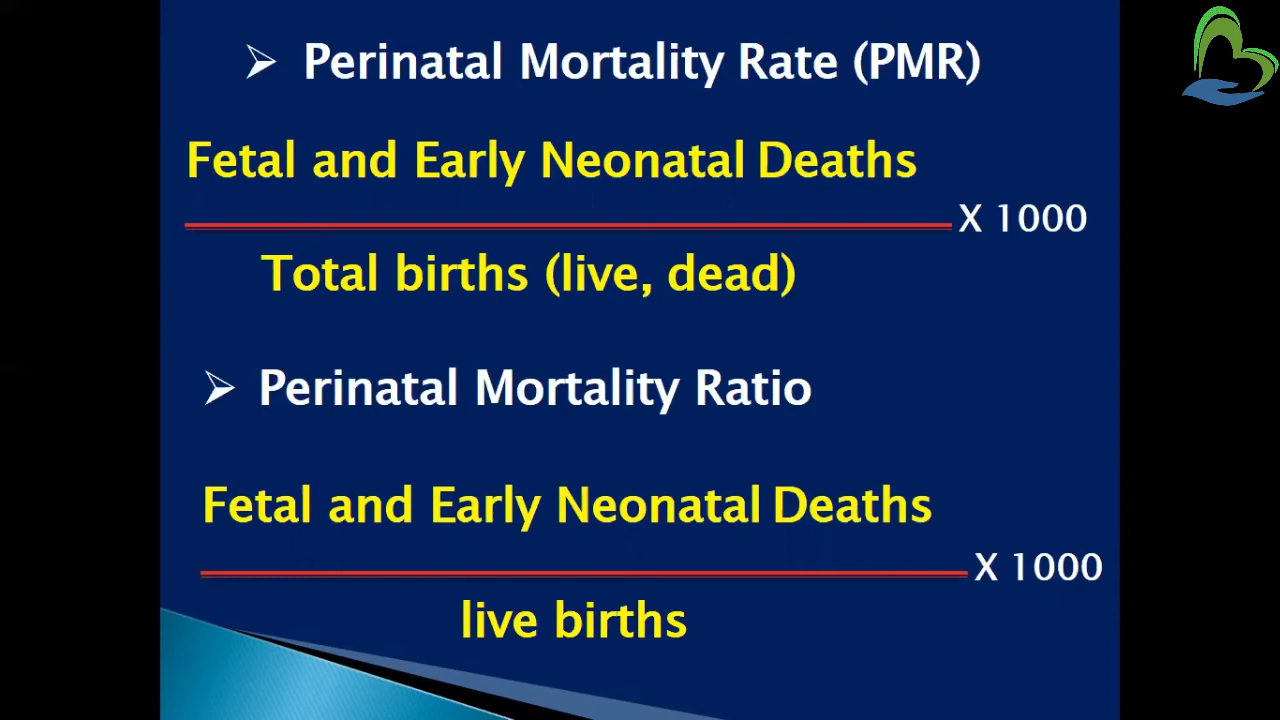 ➢ Perinatal Mortality Rate (PMR)
Fetal and Early Neonatal Deaths
X 1000
Total births (live, dead)
➢ Perinatal Mortality Ratio
Fetal and Early Neonatal Deaths
X 1000
live births